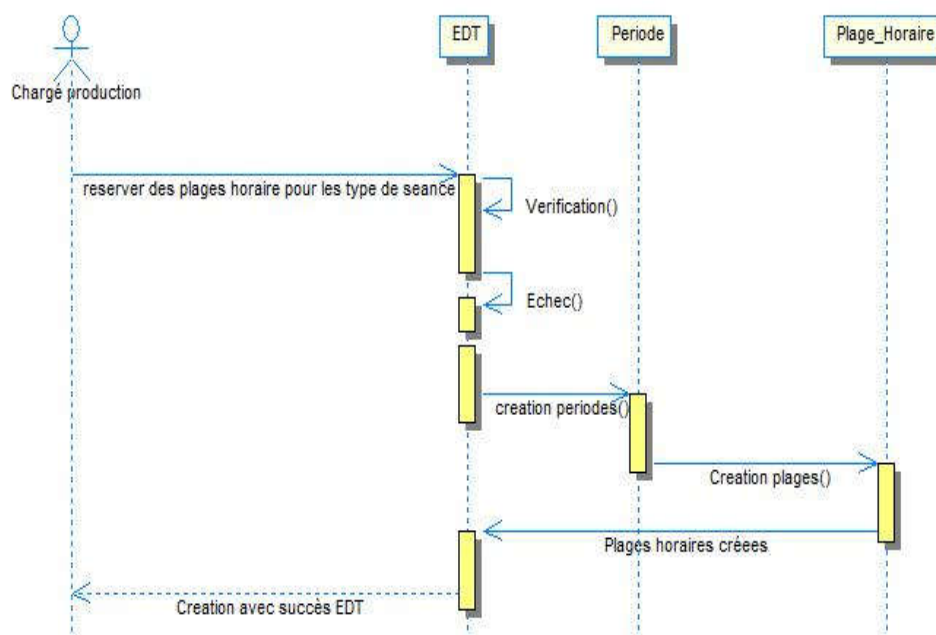 EDT
Periode
Plage_Horaire
Chargé production
reserver des plages horaire pour les type de seance
Verification()
Echec()
creation periodes()
Creation plages()
Plages horaires créees
Creation avec succès EDT